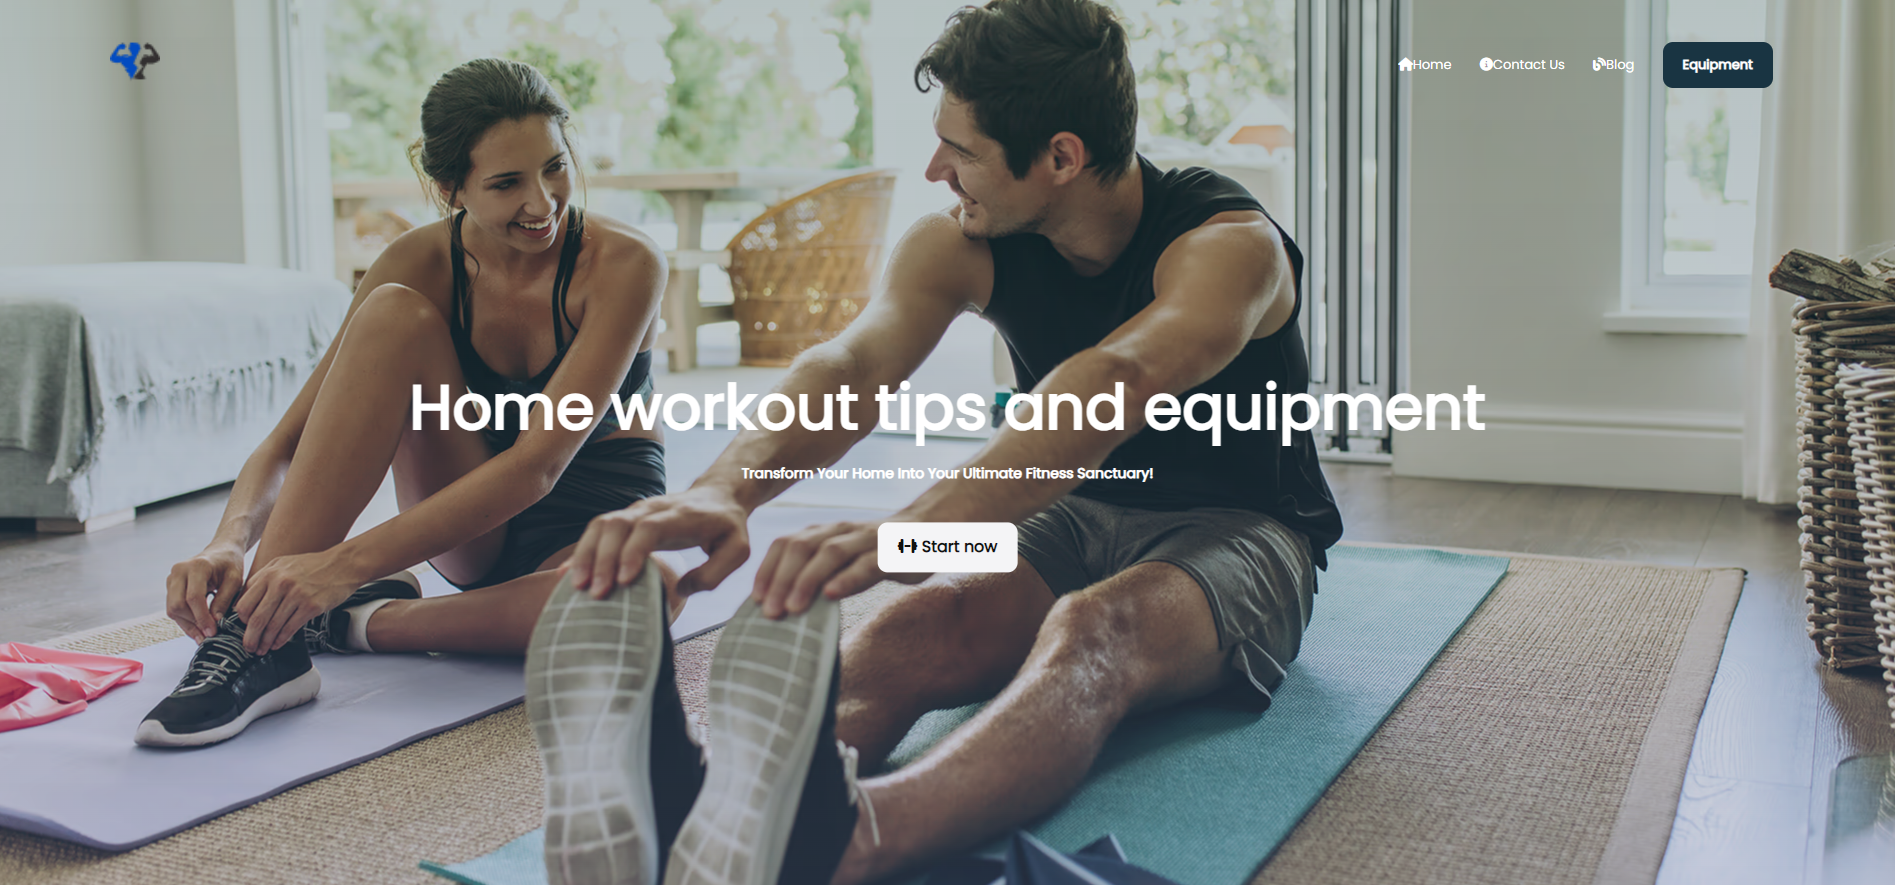 Home
Contact Us
Blog
Equipment
Home workout tips and equipment
Transform Your Home Into Your Ultimate Fitness Sanctuary!
Start now